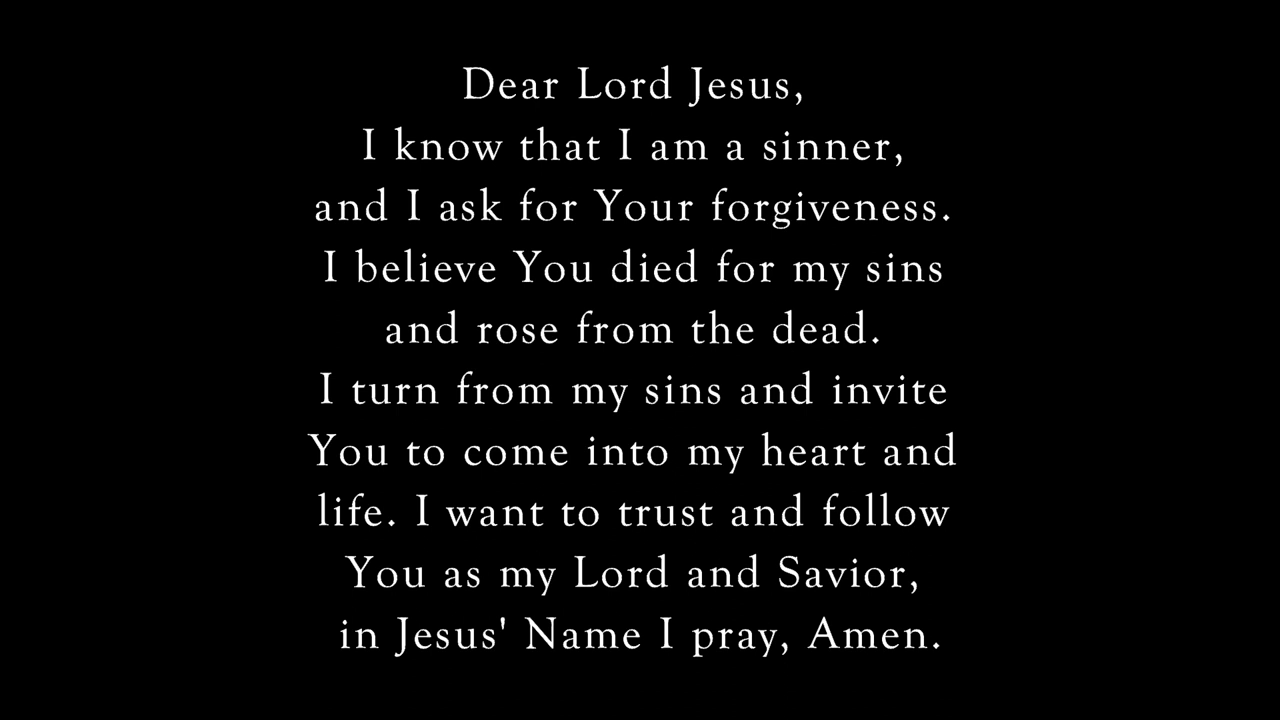 Dear Lord Jesus,
I know that I am a sinner,
and I ask for Your forgiveness.
I believe You died for my sins
and rose from the dead.
I turn from my sins and invite
You to come into my heart and
life. I want to trust and follow
You as my Lord and Savior,
in Jesus' Name I pray, Amen.